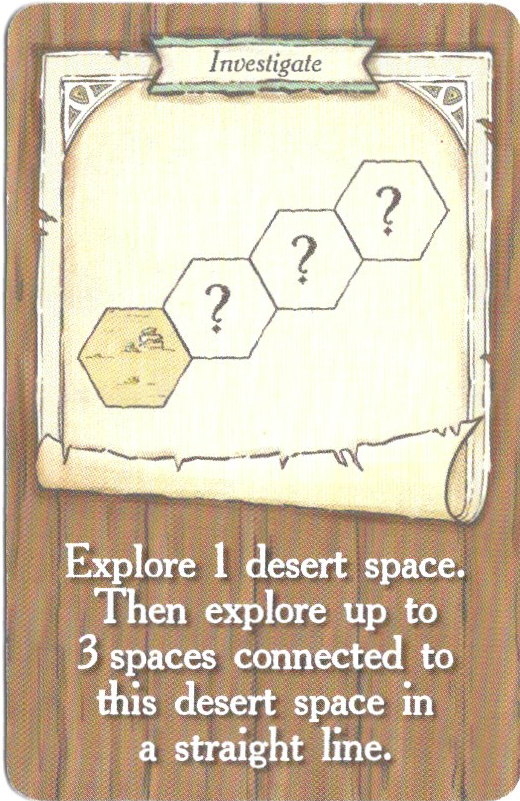 Investigate
?
?
?
Explore 1 desert space.
Then explore up to
3 spaces connected to
this desert space in
a straight line.